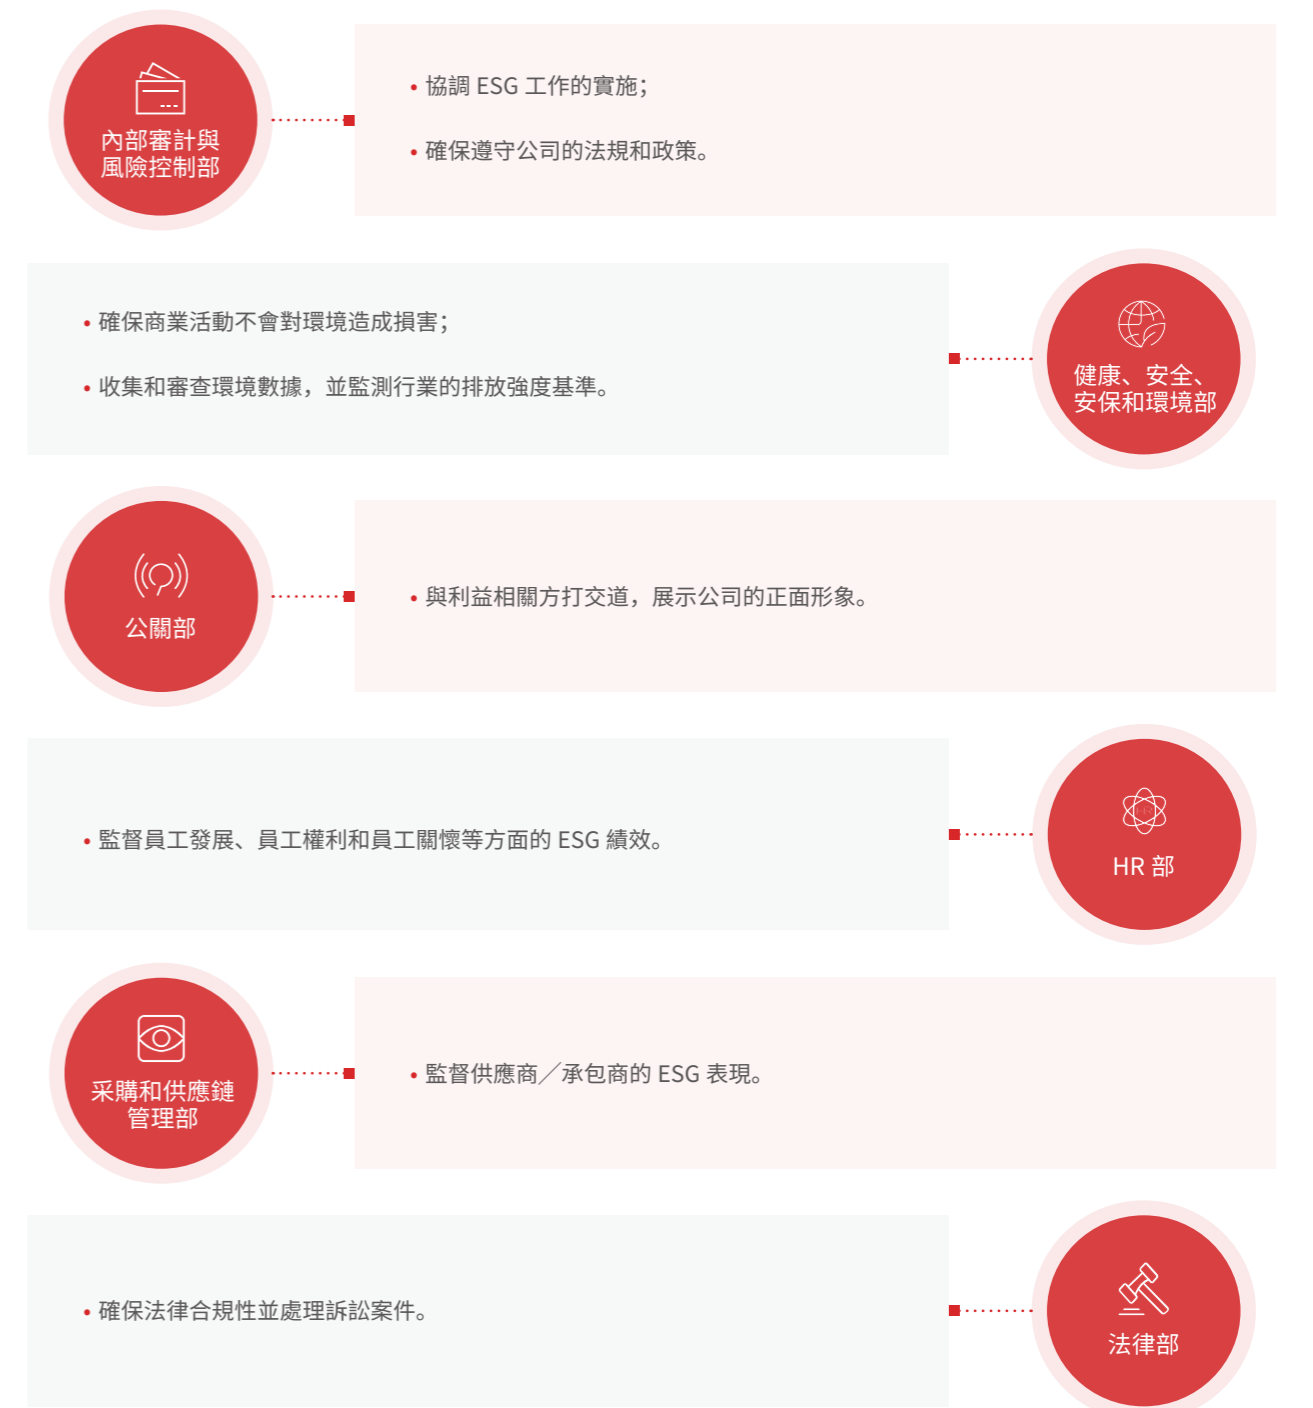 內部審計與
風險控制部
• 協調 ESG 工作的實施；
• 確保遵守公司的法規和政策。
• 確保商業活動不會對環境造成損害；
• 收集和審查環境數據，並監測行業的排放強度基準。
健康、安全、
安保和環境部
公關部
• 與利益相關方打交道，展示公司的正面形象。
• 監督員工發展、員工權利和員工關懷等方面的 ESG 績效。
HR 部
采購和供應鏈
管理部
• 監督供應商／承包商的 ESG 表現。
• 確保法律合規性並處理訴訟案件。
法律部